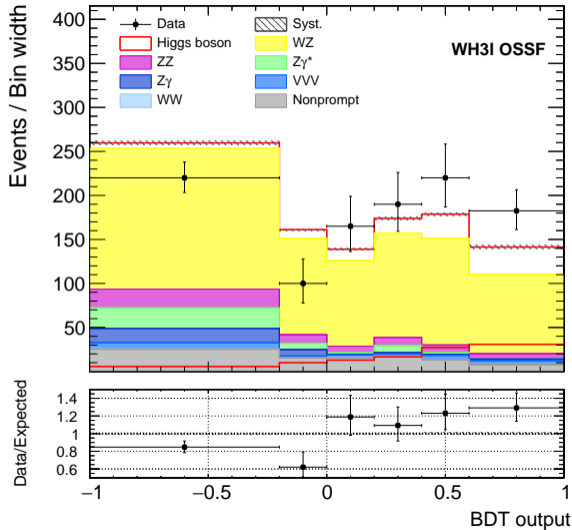 Events / Bin width
400
350
300
250
200
150
100
50
Data
Syst.
Higgs boson
WZ
ZZ
Zγ*
Zγ
VVV
WW
Nonprompt
WH3l OSSF
Data/Expected
1.4
1.2
1
0.8
0.6
−1
−0.5
0
0.5
1
BDT output